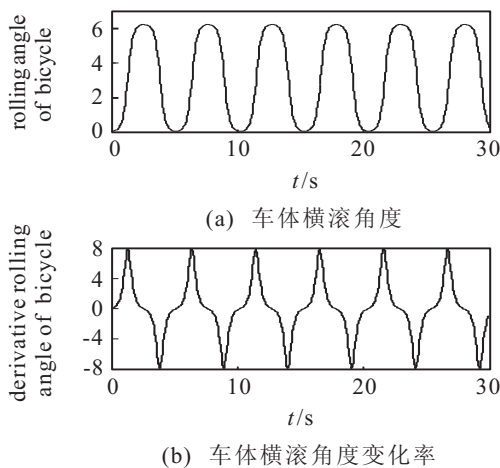 rolling angle
of bicycle
6
4
2
0
0 10 20 30
t/s
(a) 车体横滚角度
derivative rolling
angle of bicycle
8
4
0
-4
-8
0 10 20 30
t/s
(b) 车体横滚角度变化率